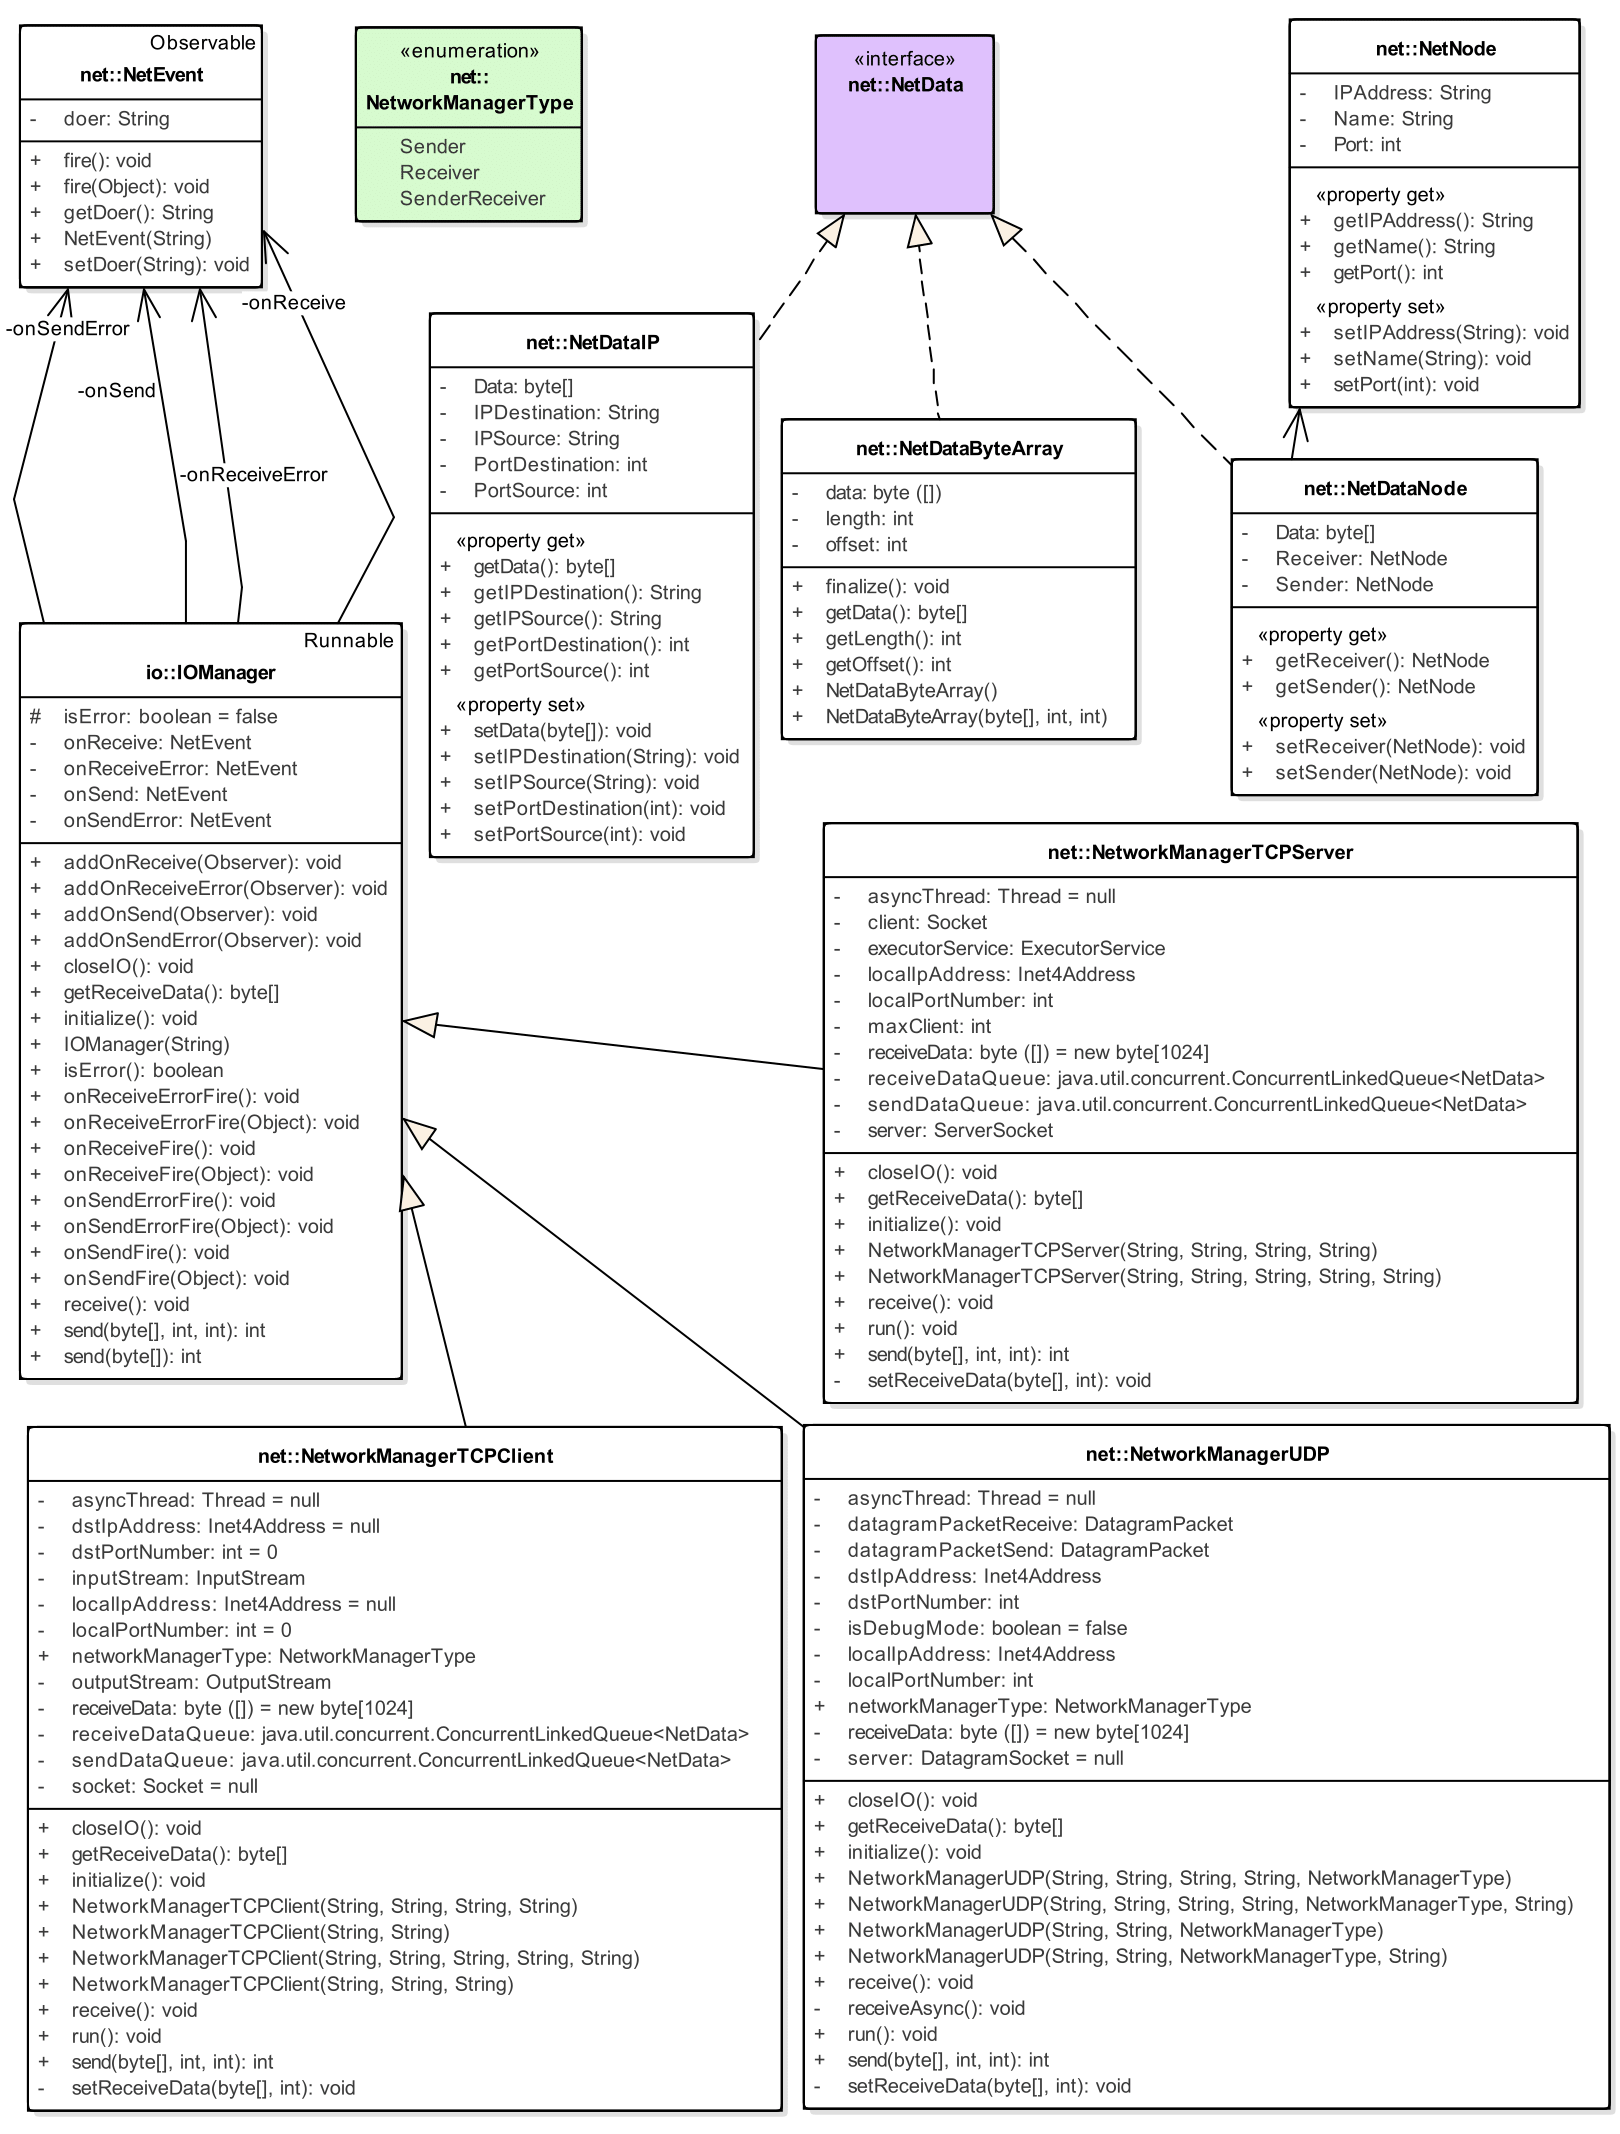 Observable
net::NetEvent
- doer: String
+ fire(): void
+ fire(Object): void
+ getDoer(): String
+ NetEvent(String)
+ setDoer(String): void
«enumeration»
net::
NetworkManagerType
Sender
Receiver
SenderReceiver
«interface»
net::NetData
net::NetNode
- IPAddress: String
- Name: String
- Port: int
«property get»
+ getIPAddress(): String
+ getName(): String
+ getPort(): int
«property set»
+ setIPAddress(String): void
+ setName(String): void
+ setPort(int): void
-onReceive
-onSendError
-onSend
-onReceiveError
net::NetDataIP
- Data: byte[]
- IPDestination: String
- IPSource: String
- PortDestination: int
- PortSource: int
«property get»
+ getData(): byte[]
+ getIPDestination(): String
+ getIPSource(): String
+ getPortDestination(): int
+ getPortSource(): int
«property set»
+ setData(byte[]): void
+ setIPDestination(String): void
+ setIPSource(String): void
+ setPortDestination(int): void
+ setPortSource(int): void
net::NetDataByteArray
- data: byte ([])
- length: int
- offset: int
+ finalize(): void
+ getData(): byte[]
+ getLength(): int
+ getOffset(): int
+ NetDataByteArray()
+ NetDataByteArray(byte[], int, int)
net::NetDataNode
- Data: byte[]
- Receiver: NetNode
- Sender: NetNode
«property get»
+ getReceiver(): NetNode
+ getSender(): NetNode
«property set»
+ setReceiver(NetNode): void
+ setSender(NetNode): void
Runnable
io::IOManager
# isError: boolean = false
- onReceive: NetEvent
- onReceiveError: NetEvent
- onSend: NetEvent
- onSendError: NetEvent
+ addOnReceive(Observer): void
+ addOnReceiveError(Observer): void
+ addOnSend(Observer): void
+ addOnSendError(Observer): void
+ closeIO(): void
+ getReceiveData(): byte[]
+ initialize(): void
+ IOManager(String)
+ isError(): boolean
+ onReceiveErrorFire(): void
+ onReceiveErrorFire(Object): void
+ onReceiveFire(): void
+ onReceiveFire(Object): void
+ onSendErrorFire(): void
+ onSendErrorFire(Object): void
+ onSendFire(): void
+ onSendFire(Object): void
+ receive(): void
+ send(byte[], int, int): int
+ send(byte[]): int
net::NetworkManagerTCPServer
- asyncThread: Thread = null
- client: Socket
- executorService: ExecutorService
- localIpAddress: Inet4Address
- localPortNumber: int
- maxClient: int
- receiveData: byte ([]) = new byte[1024]
- receiveDataQueue: java.util.concurrent.ConcurrentLinkedQueue<NetData>
- sendDataQueue: java.util.concurrent.ConcurrentLinkedQueue<NetData>
- server: ServerSocket
+ closeIO(): void
+ getReceiveData(): byte[]
+ initialize(): void
+ NetworkManagerTCPServer(String, String, String, String)
+ NetworkManagerTCPServer(String, String, String, String, String)
+ receive(): void
+ run(): void
+ send(byte[], int, int): int
- setReceiveData(byte[], int): void
net::NetworkManagerTCPClient
- asyncThread: Thread = null
- dstIpAddress: Inet4Address = null
- dstPortNumber: int = 0
- inputStream: InputStream
- localIpAddress: Inet4Address = null
- localPortNumber: int = 0
+ networkManagerType: NetworkManagerType
- outputStream: OutputStream
- receiveData: byte ([]) = new byte[1024]
- receiveDataQueue: java.util.concurrent.ConcurrentLinkedQueue<NetData>
- sendDataQueue: java.util.concurrent.ConcurrentLinkedQueue<NetData>
- socket: Socket = null
+ closeIO(): void
+ getReceiveData(): byte[]
+ initialize(): void
+ NetworkManagerTCPClient(String, String, String, String)
+ NetworkManagerTCPClient(String, String)
+ NetworkManagerTCPClient(String, String, String, String, String)
+ NetworkManagerTCPClient(String, String, String)
+ receive(): void
+ run(): void
+ send(byte[], int, int): int
- setReceiveData(byte[], int): void
net::NetworkManagerUDP
- asyncThread: Thread = null
- datagramPacketReceive: DatagramPacket
- datagramPacketSend: DatagramPacket
- dstIpAddress: Inet4Address
- dstPortNumber: int
- isDebugMode: boolean = false
- localIpAddress: Inet4Address
- localPortNumber: int
+ networkManagerType: NetworkManagerType
- receiveData: byte ([]) = new byte[1024]
- server: DatagramSocket = null
+ closeIO(): void
+ getReceiveData(): byte[]
+ initialize(): void
+ NetworkManagerUDP(String, String, String, String, NetworkManagerType)
+ NetworkManagerUDP(String, String, String, String, NetworkManagerType, String)
+ NetworkManagerUDP(String, String, NetworkManagerType)
+ NetworkManagerUDP(String, String, NetworkManagerType, String)
+ receive(): void
- receiveAsync(): void
+ run(): void
+ send(byte[], int, int): int
- setReceiveData(byte[], int): void